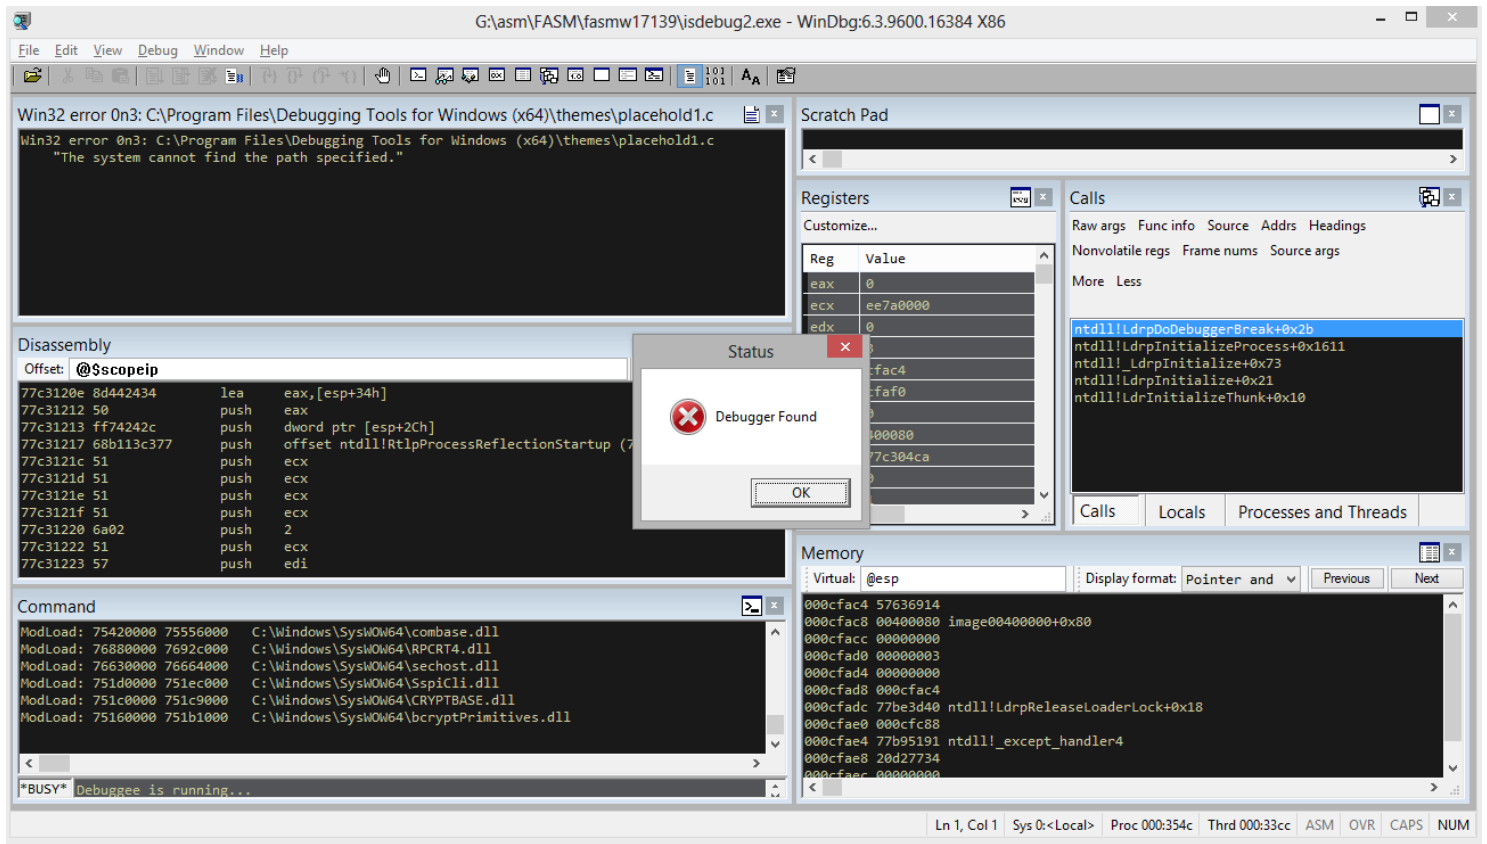 G:\asm\FASM\fasmw17139\isdebug2.exe - WinDbg:6.3.9600.16384 X86
File Edit View Debug Window Help
Win32 error 0n3: C:\Program Files\Debugging Tools for Windows (x64)\themes\placehold1.c
Win32 error 0n3: C:\Program Files\Debugging Tools for Windows (x64)\themes\placehold1.c
"The system cannot find the path specified."
Scratch Pad
Registers
Customize...
Reg Value
eax 0
ecx ee7a0000
edx 0
cfac4
cfaf0
400080
77c304ca
Calls
Raw args Func info Source Addrs Headings
Nonvolatile regs Frame nums Source args
More Less
ntdll!LdrpDoDebuggerBreak+0x2b
ntdll!LdrpInitializeProcess+0x1611
ntdll!_LdrpInitialize+0x73
ntdll!LdrpInitialize+0x21
ntdll!LdrInitializeThunk+0x10
Calls Locals Processes and Threads
Disassembly
Offset: @$scopeip
77c3120e 8d442434 lea eax,[esp+34h]
77c31212 50 push eax
77c31213 ff74242c push dword ptr [esp+2Ch]
77c31217 68b113c377 push offset ntdll!RtlpProcessReflectionStartup (7
77c3121c 51 push ecx
77c3121d 51 push ecx
77c3121e 51 push ecx
77c3121f 51 push ecx
77c31220 6a02 push 2
77c31222 51 push ecx
77c31223 57 push edi
Status
Debugger Found
OK
Command
ModLoad: 75420000 75556000 C:\Windows\SysWOW64\combase.dll
ModLoad: 76880000 7692c000 C:\Windows\SysWOW64\RPCRT4.dll
ModLoad: 76630000 76664000 C:\Windows\SysWOW64\sechost.dll
ModLoad: 751d0000 751ec000 C:\Windows\SysWOW64\SspiCli.dll
ModLoad: 751c0000 751c9000 C:\Windows\SysWOW64\CRYPTBASE.dll
ModLoad: 75160000 751b1000 C:\Windows\SysWOW64\bcryptPrimitives.dll
*BUSY* Debuggee is running...
Memory
Virtual: @esp Display format: Pointer and Previous Next
000cfac4 57636914
000cfac8 00400080 image00400000+0x80
000cfacc 00000000
000cfad0 00000003
000cfad4 00000000
000cfad8 000cfac4
000cfadc 77be3d40 ntdll!LdrpReleaseLoaderLock+0x18
000cfae0 000cfc88
000cfae4 77b95191 ntdll!_except_handler4
000cfae8 20d27734
000cfaec 00000000
Ln 1, Col 1 Sys 0:<Local> Proc 000:354c Thrd 000:33cc ASM OVR CAPS NUM